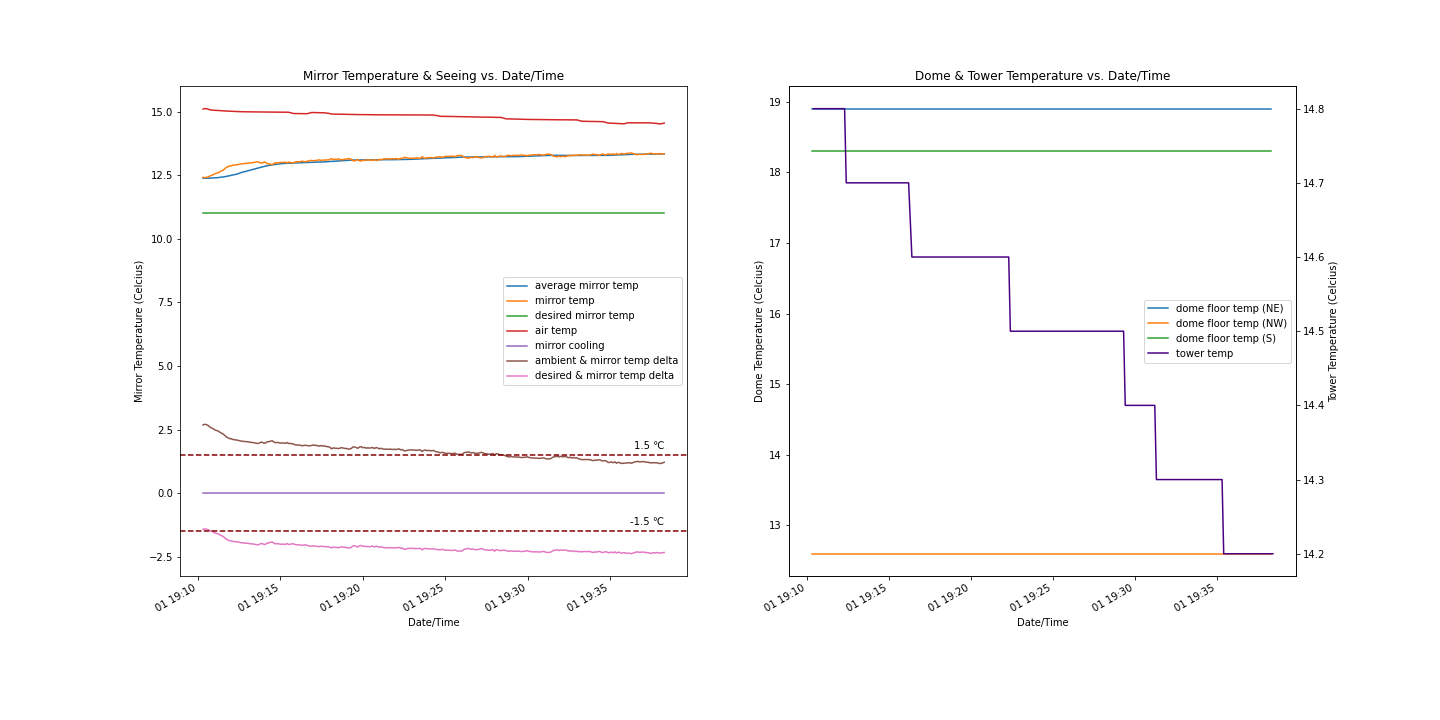 Mirror Temperature & Seeing vs. Date/Time
Mirror Temperature (Celcius)
15.0
12.5
10.0
7.5
5.0
2.5
0.0
−2.5
average mirror temp
mirror temp
desired mirror temp
air temp
mirror cooling
ambient & mirror temp delta
desired & mirror temp delta
1.5 ℃
-1.5 ℃
01 19:10
01 19:15
01 19:20
01 19:25
01 19:30
01 19:35
Date/Time
Dome & Tower Temperature vs. Date/Time
Dome Temperature (Celcius)
19
18
17
16
15
14
13
dome floor temp (NE)
dome floor temp (NW)
dome floor temp (S)
tower temp
14.8
14.7
14.6
14.5
14.4
14.3
14.2
Tower Temperature (Celcius)
01 19:10
01 19:15
01 19:20
01 19:25
01 19:30
01 19:35
Date/Time